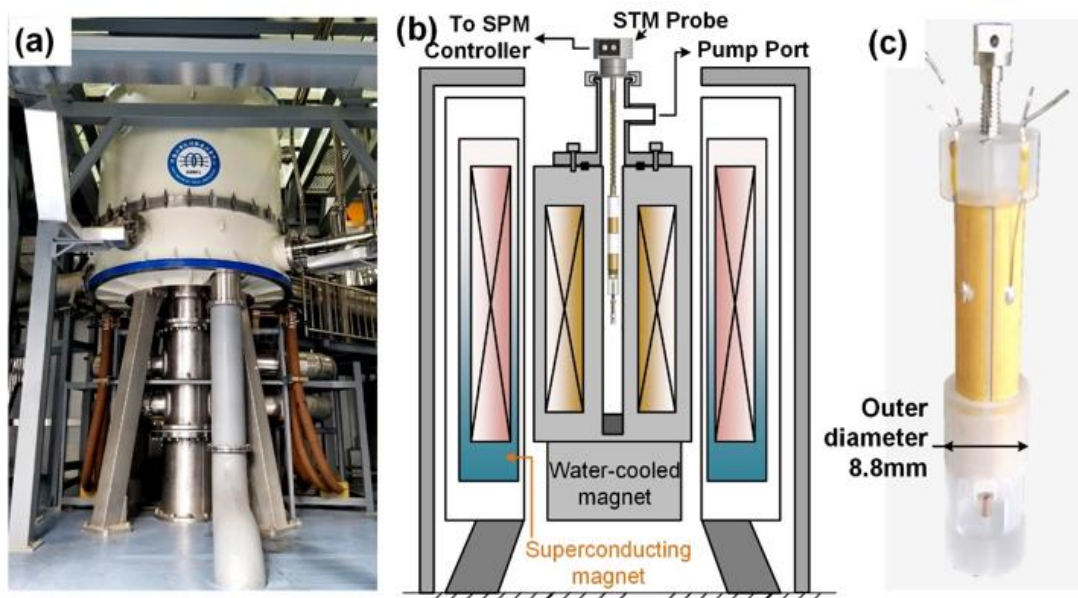 (a)
(b)
To SPM
Controller
STM Probe
Pump Port
Water-cooled
magnet
Superconducting
magnet
(c)
Outer
diameter
8.8mm